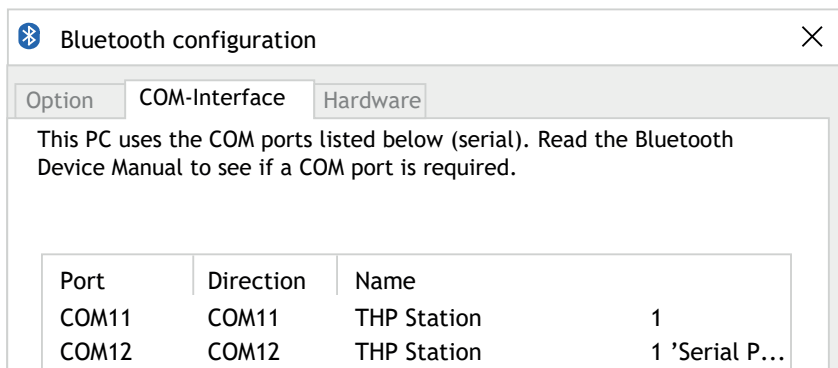 Bluetooth configuration
Option COM-Interface Hardware
This PC uses the COM ports listed below (serial). Read the Bluetooth
Device Manual to see if a COM port is required.
Port Direction Name
COM11 COM11 THP Station 1
COM12 COM12 THP Station 1 ’Serial P...